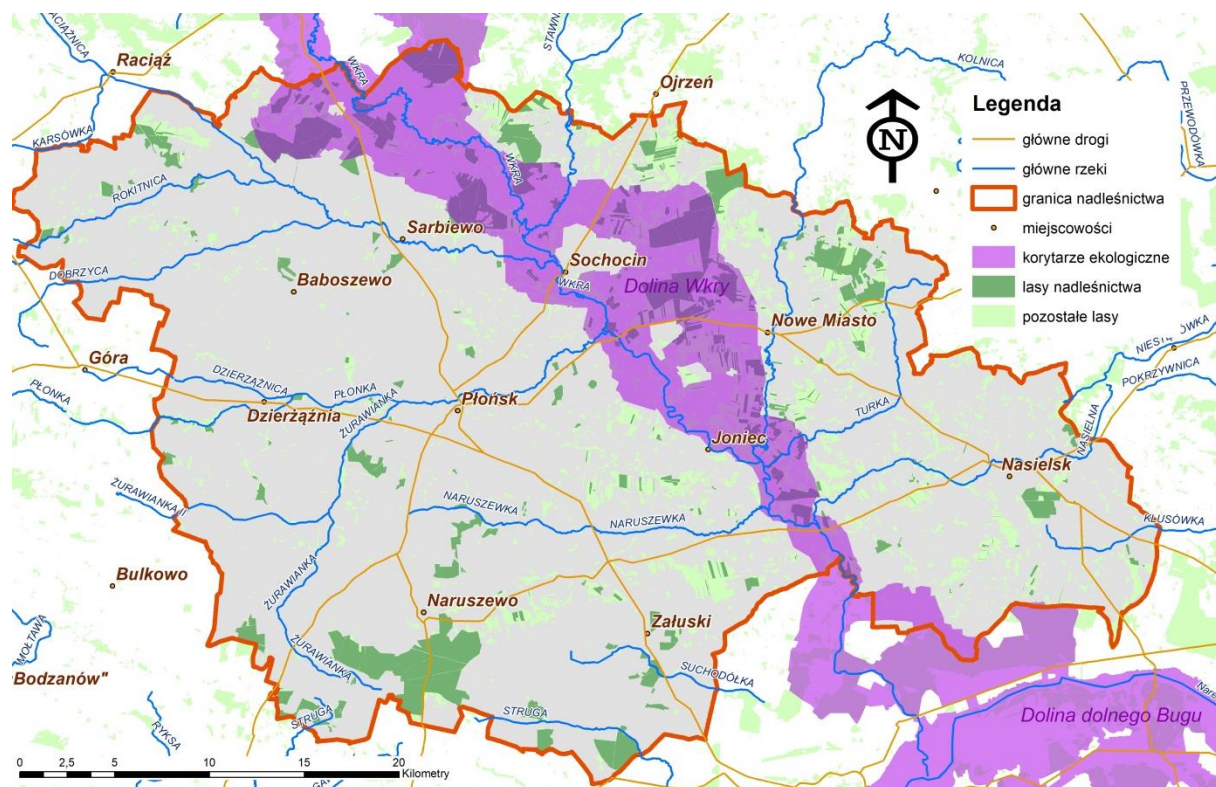 Raciąż
WKRA
Ojrzeń
KOLNICA
PRZEWODÓWKA
Legenda
N
główne drogi
główne rzeki
granica nadleśnictwa
miejscowości
korytarze ekologiczne
lasy nadleśnictwa
pozostałe lasy
KARSÓWKA
ROKITNICA
WKRA
Sarbiewo
Sochocin
WKRA
DOBRZYCA
Baboszewo
Dolina Wkry
Nowe Miasto
Góra
DZIERZĄŻNICA
PŁONKA
PŁONKA
Dzierzążnia
ŻURAWIANKA
Płońsk
TURKA
POKRZYWNICA
NASIELNA
Joniec
Nasielsk
ŻURAWIANKA II
NARUSZEWKA
NARUSZEWKA
KLUSÓWKA
Bulkowo
ŻURAWIANKA
Naruszewo
Załuski
MOŁTAWA
ŻURAWIANKA
SUCHODÓŁKA
Bodzanów"
STRUGA
STRUGA
RYKSA
Dolina dolnego Bugu
0 2,5 5 10 15 20
Kilometry